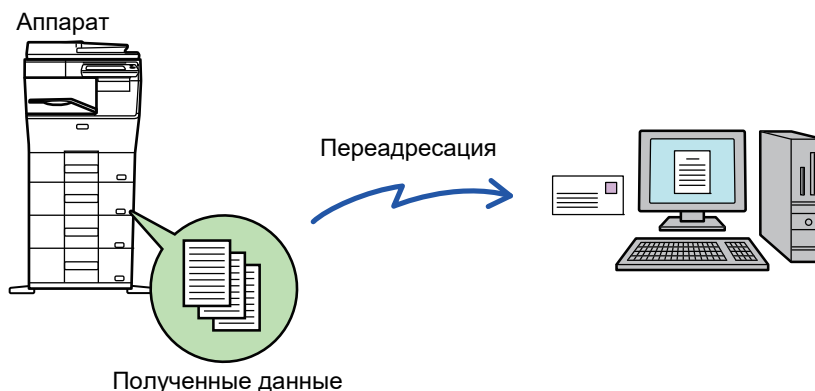 Аппарат
Переадресация
Полученные данные